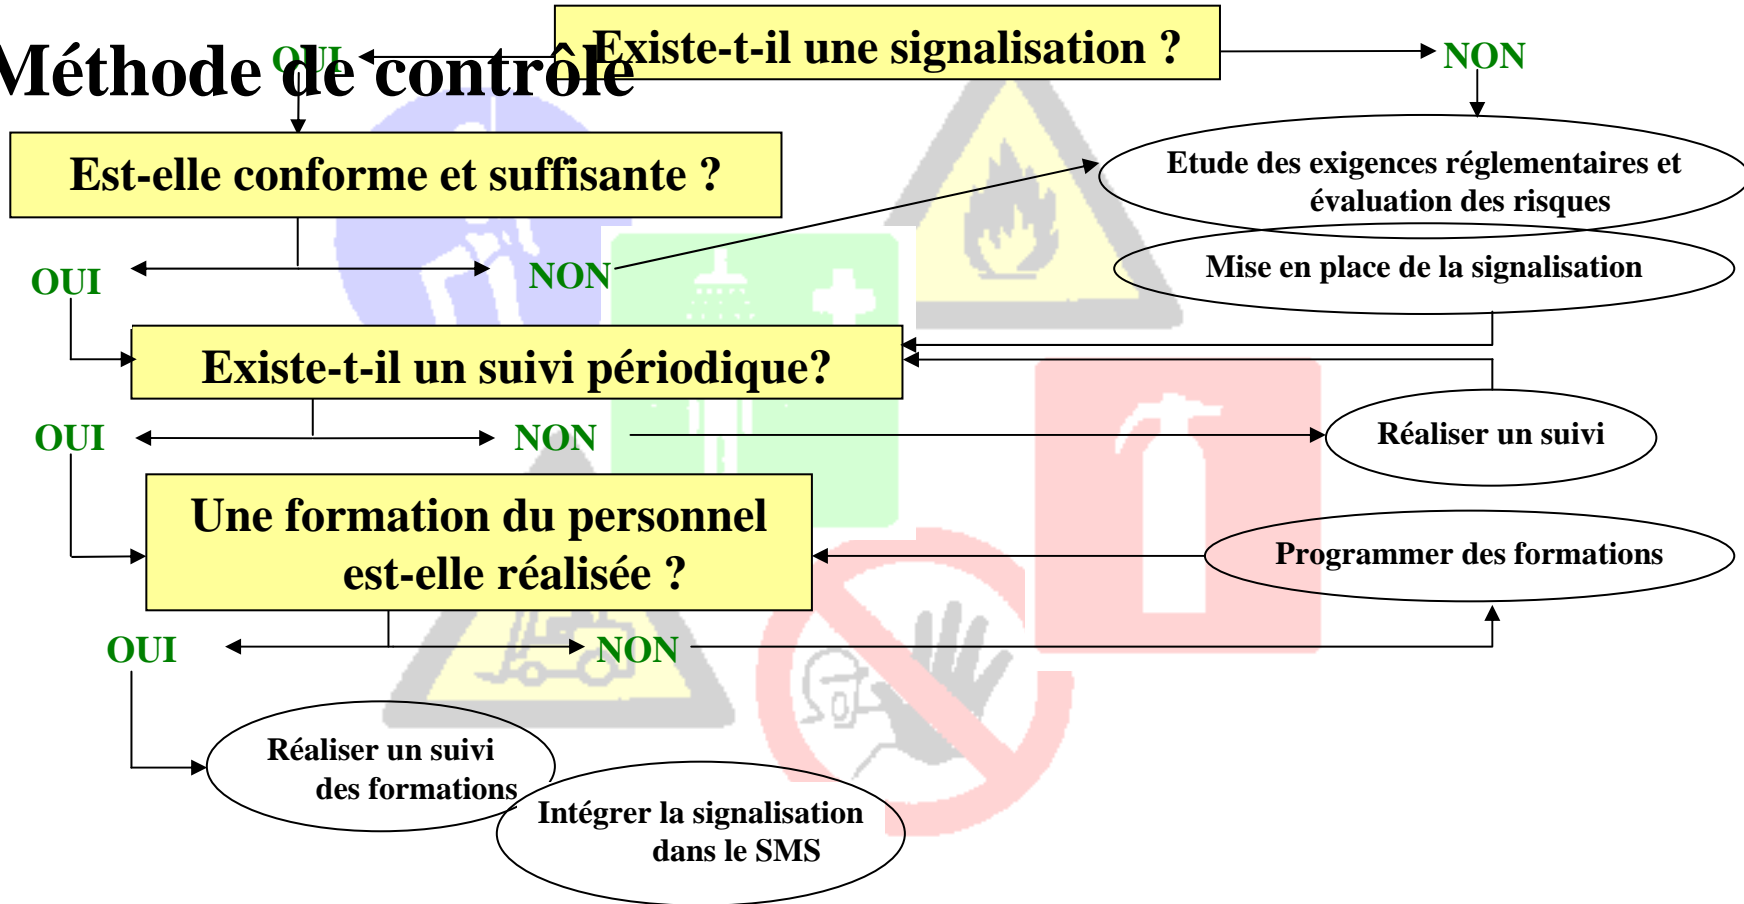 Méthode de contrôle
Existe-t-il une signalisation ?
OUI
NON
Est-elle conforme et suffisante ?
Etude des exigences réglementaires et
évaluation des risques
Mise en place de la signalisation
OUI
NON
Existe-t-il un suivi périodique?
OUI
NON
Réaliser un suivi
Une formation du personnel
est-elle réalisée ?
Programmer des formations
OUI
NON
Réaliser un suivi
des formations
Intégrer la signalisation
dans le SMS